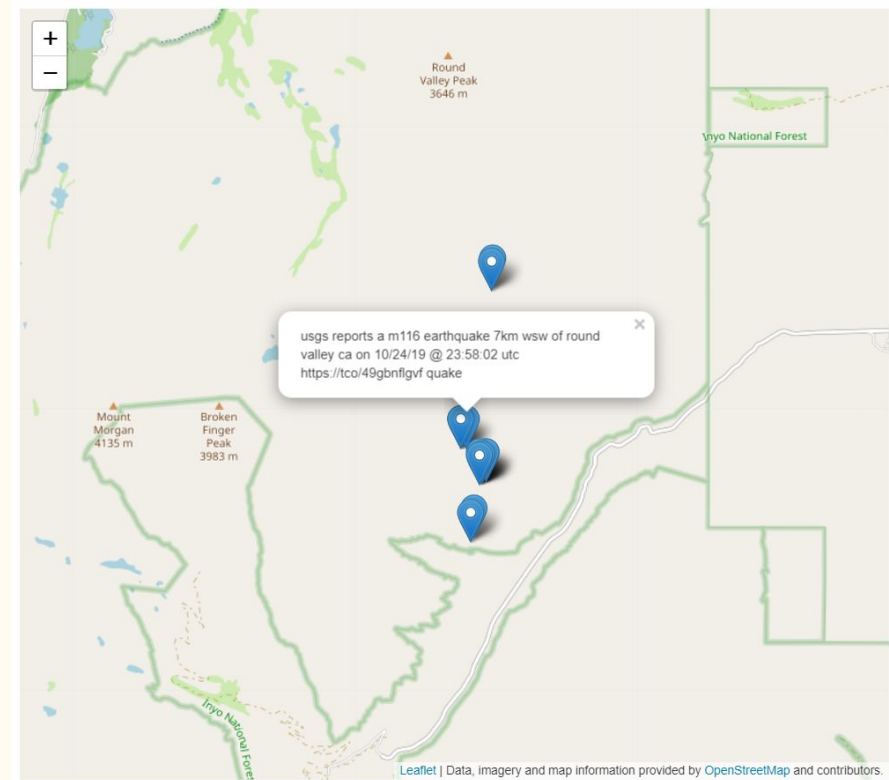 +
−
Round
Valley Peak
3646 m
Inyo National Forest
usgs reports a m116 earthquake 7km wsw of round
valley ca on 10/24/19 @ 23:58:02 utc
https://tco/49gbnflgvf quake
×
Mount
Morgan
4135 m
Broken
Finger
Peak
3983 m
Inyo National Fores
Leaflet | Data, imagery and map information provided by OpenStreetMap and contributors.